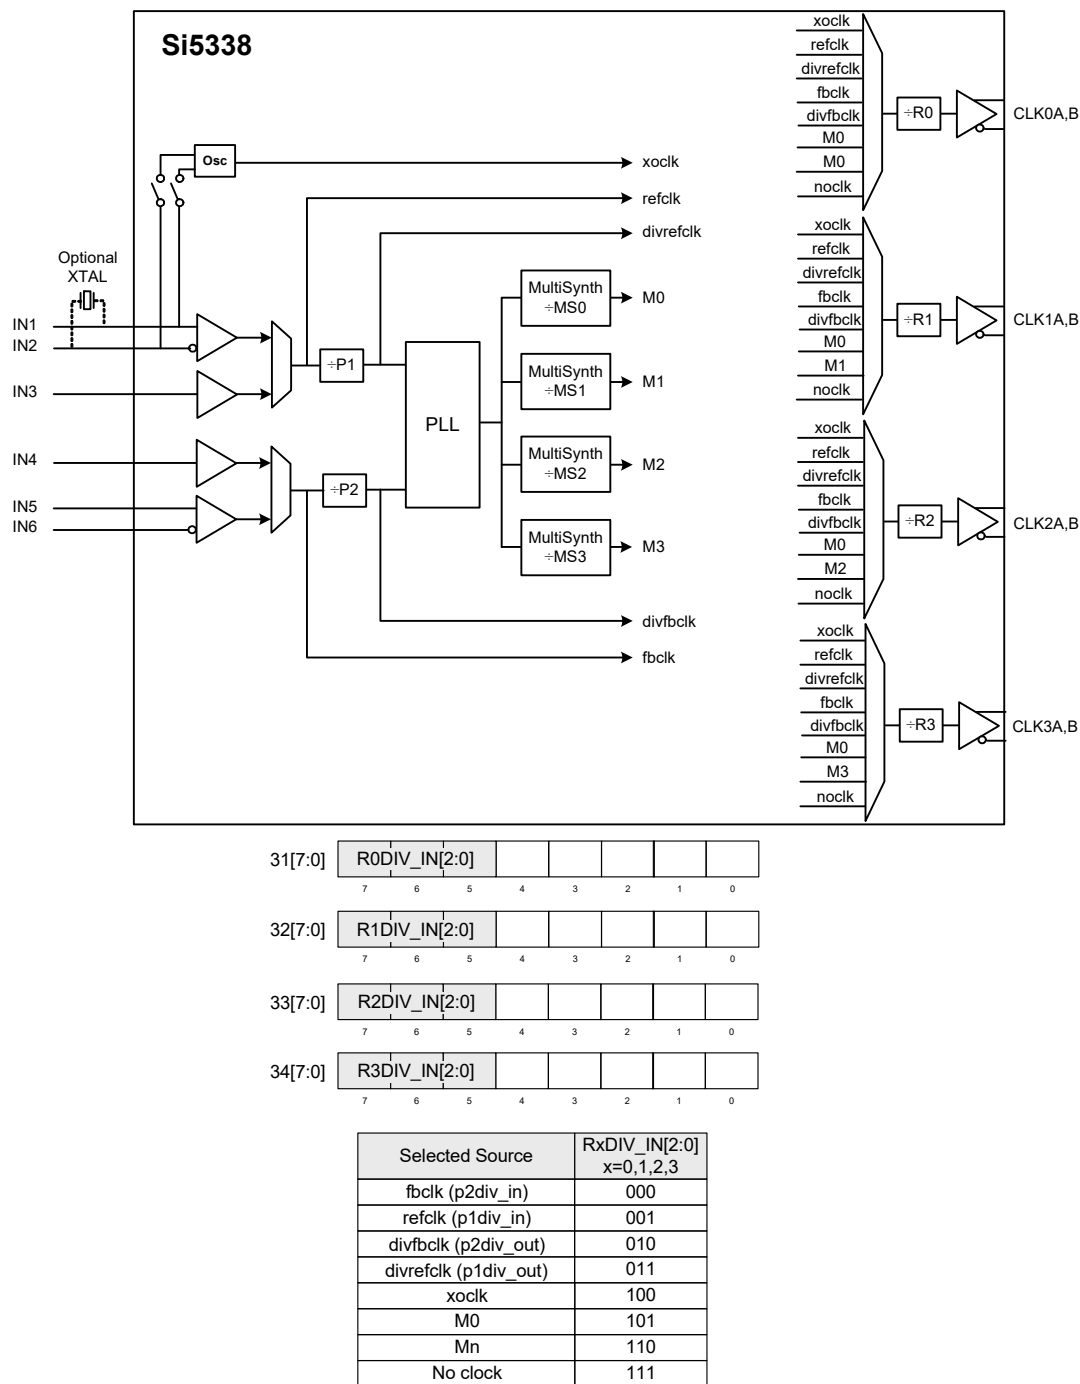 Si5338
Osc
xoclk
refclk
divrefclk
Optional
XTAL
IN1
IN2
IN3
IN4
IN5
IN6
÷P1
÷P2
PLL
MultiSynth
÷MS0
M0
MultiSynth
÷MS1
M1
MultiSynth
÷MS2
M2
MultiSynth
÷MS3
M3
divfbclk
fbclk
xoclk
refclk
divrefclk
fbclk
divfbclk
M0
M0
noclk
÷R0
CLK0A,B
xoclk
refclk
divrefclk
fbclk
divfbclk
M0
M1
noclk
÷R1
CLK1A,B
xoclk
refclk
divrefclk
fbclk
divfbclk
M0
M2
noclk
÷R2
CLK2A,B
xoclk
refclk
divrefclk
fbclk
divfbclk
M0
M3
noclk
÷R3
CLK3A,B
31[7:0] R0DIV_IN[2:0]
7 6 5 4 3 2 1 0
32[7:0] R1DIV_IN[2:0]
7 6 5 4 3 2 1 0
33[7:0] R2DIV_IN[2:0]
7 6 5 4 3 2 1 0
34[7:0] R3DIV_IN[2:0]
7 6 5 4 3 2 1 0
Selected Source RxDIV_IN[2:0]
x=0,1,2,3
fbclk (p2div_in) 000
refclk (p1div_in) 001
divfbclk (p2div_out) 010
divrefclk (p1div_out) 011
xoclk 100
M0 101
Mn 110
No clock 111